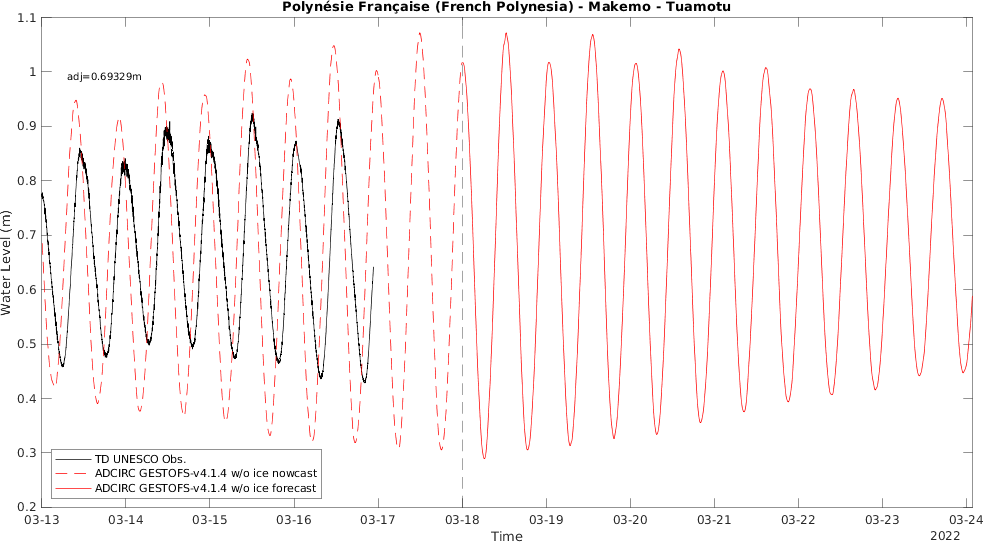 Polynésie Française (French Polynesia) - Makemo - Tuamotu
1.1
adj=0.69329m
1
0.9
0.8
0.7
Water Level (m)
0.6
0.5
0.4
0.3
0.2
TD UNESCO Obs.
ADCIRC GESTOFS-v4.1.4 w/o ice nowcast
ADCIRC GESTOFS-v4.1.4 w/o ice forecast
03-13 03-14 03-15 03-16 03-17 03-18 03-19 03-20 03-21 03-22 03-23 03-24
Time
2022